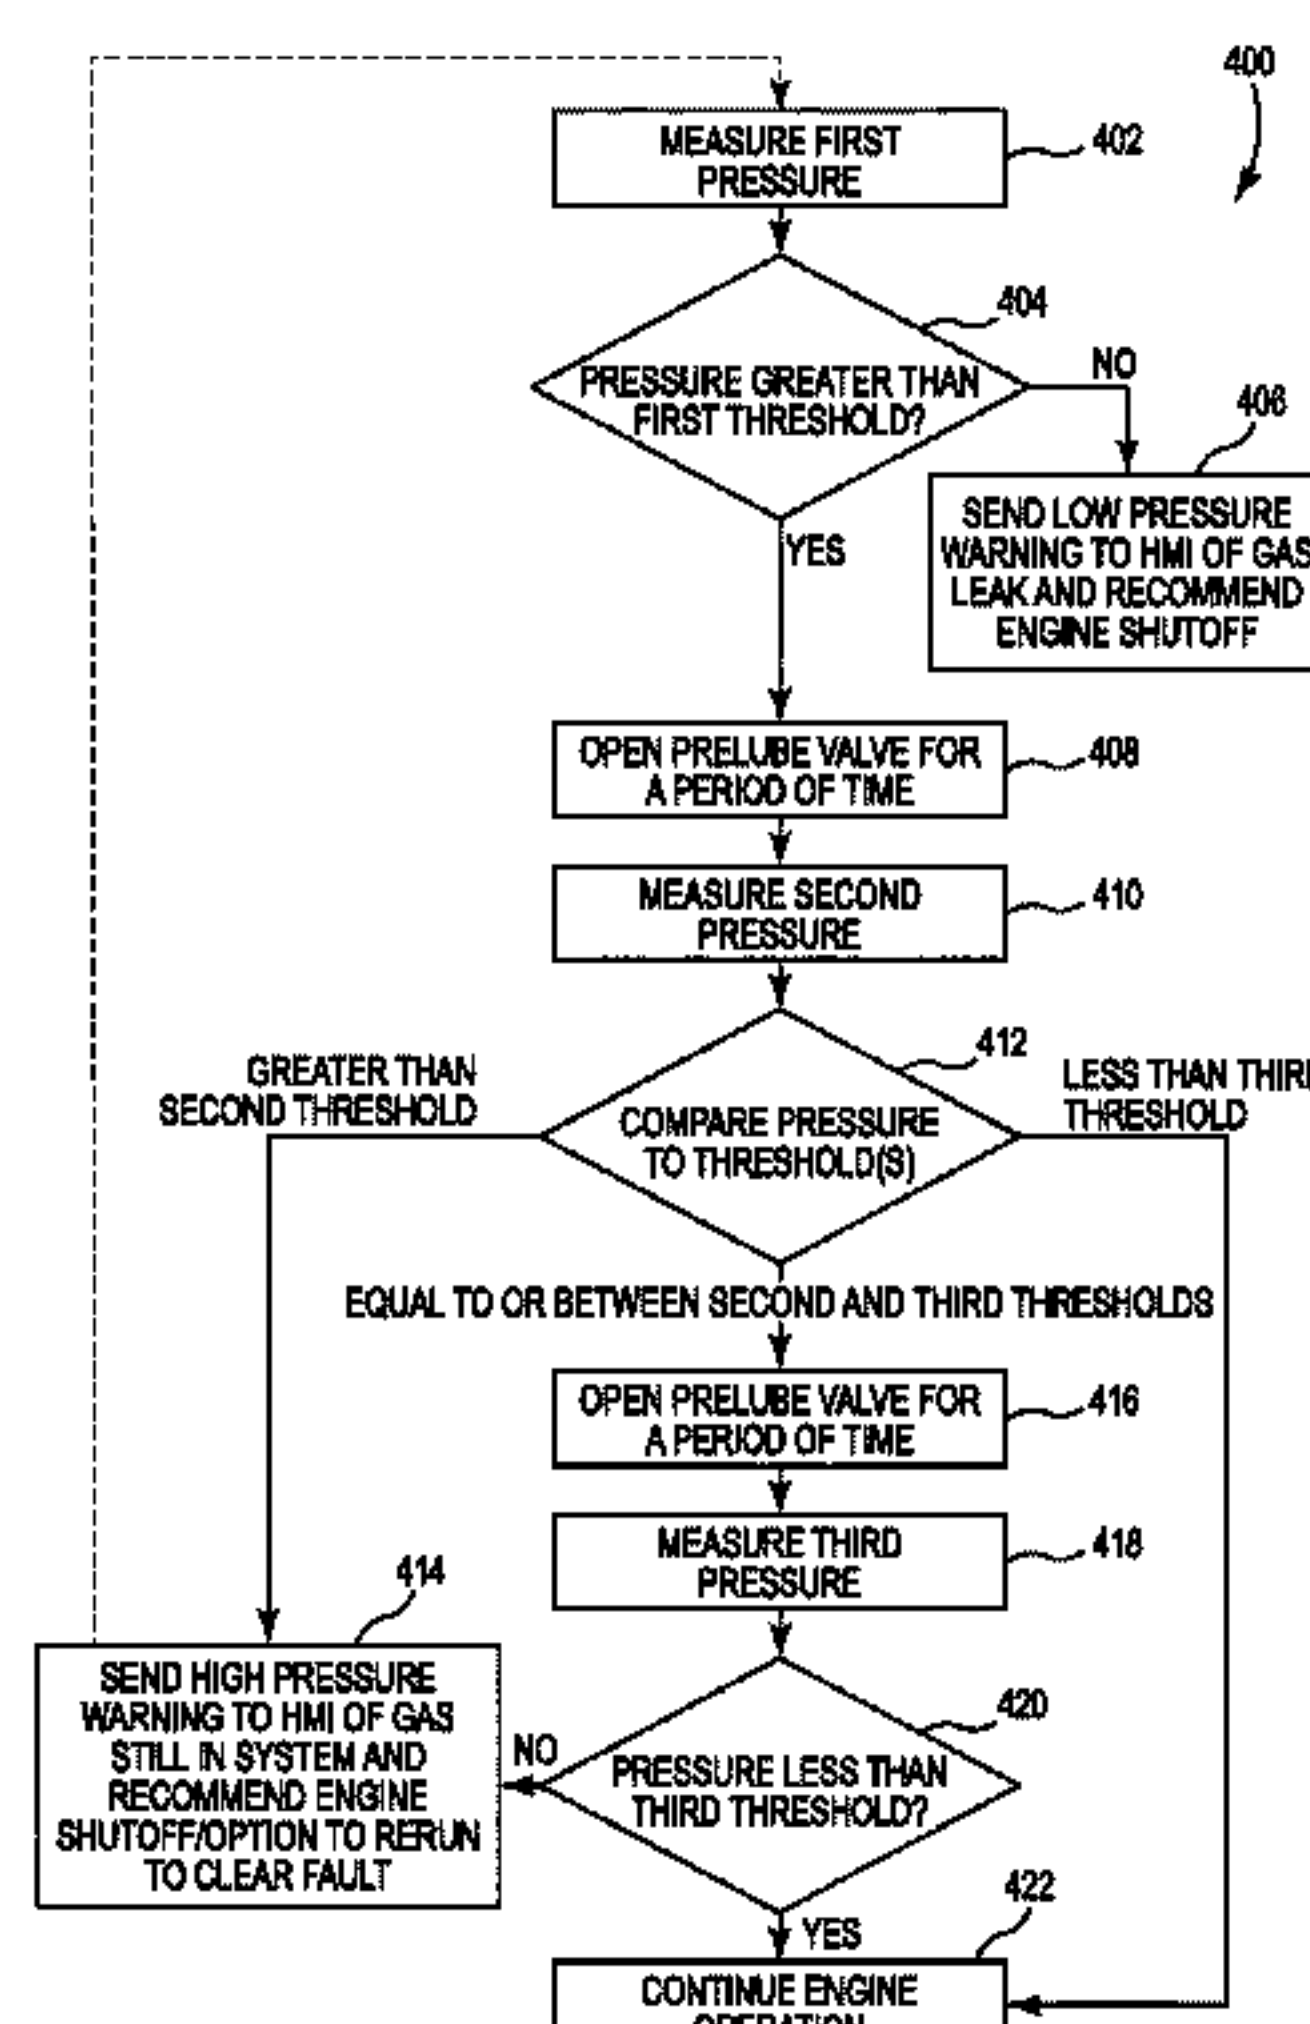 400
MEASURE FIRST
PRESSURE
402
404
PRESSURE GREATER THAN
FIRST THRESHOLD?
NO
406
YES
SEND LOW PRESSURE
WARNING TO HMI OF GAS
LEAK AND RECOMMEND
ENGINE SHUTOFF
OPEN PRELUBE VALVE FOR
A PERIOD OF TIME
408
MEASURE SECOND
PRESSURE
410
412
GREATER THAN
SECOND THRESHOLD
LESS THAN THIRD
THRESHOLD
COMPARE PRESSURE
TO THRESHOLD(S)
EQUAL TO OR BETWEEN SECOND AND THIRD THRESHOLDS
OPEN PRELUBE VALVE FOR
A PERIOD OF TIME
416
MEASURE THIRD
PRESSURE
418
414
SEND HIGH PRESSURE
WARNING TO HMI OF GAS
STILL IN SYSTEM AND
RECOMMEND ENGINE
SHUTOFF/OPTION TO RERUN
TO CLEAR FAULT
NO
420
PRESSURE LESS THAN
THIRD THRESHOLD?
YES
422
CONTINUE ENGINE
OPERATION